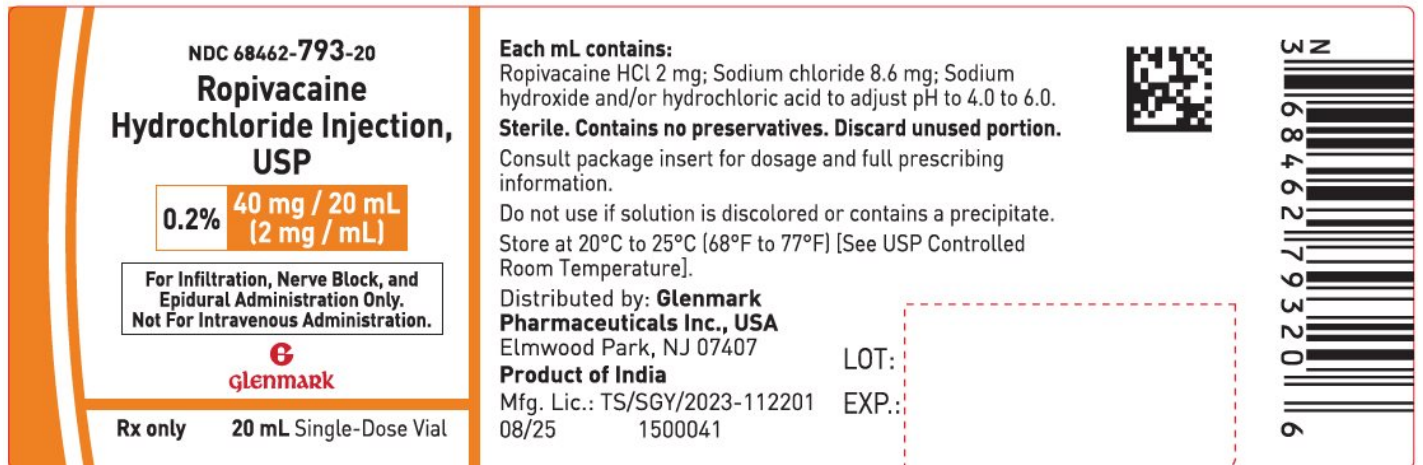 NDC 68462-793-20
Ropivacaine
Hydrochloride Injection,
USP
0.2%
40 mg / 20 mL
(2 mg / mL)
For Infiltration, Nerve Block, and
Epidural Administration Only.
Not For Intravenous Administration.
G
glenmark
Rx only 20 mL Single-Dose Vial
Each mL contains:
Ropivacaine HCl 2 mg; Sodium chloride 8.6 mg; Sodium
hydroxide and/or hydrochloric acid to adjust pH to 4.0 to 6.0.
Sterile. Contains no preservatives. Discard unused portion.
Consult package insert for dosage and full prescribing
information.
Do not use if solution is discolored or contains a precipitate.
Store at 20°C to 25°C (68°F to 77°F) [See USP Controlled
Room Temperature].
Distributed by: Glenmark
Pharmaceuticals Inc., USA
Elmwood Park, NJ 07407
Product of India
Mfg. Lic.: TS/SGY/2023-112201
08/25 1500041
LOT:
EXP.:
N
3 68462 79320 6